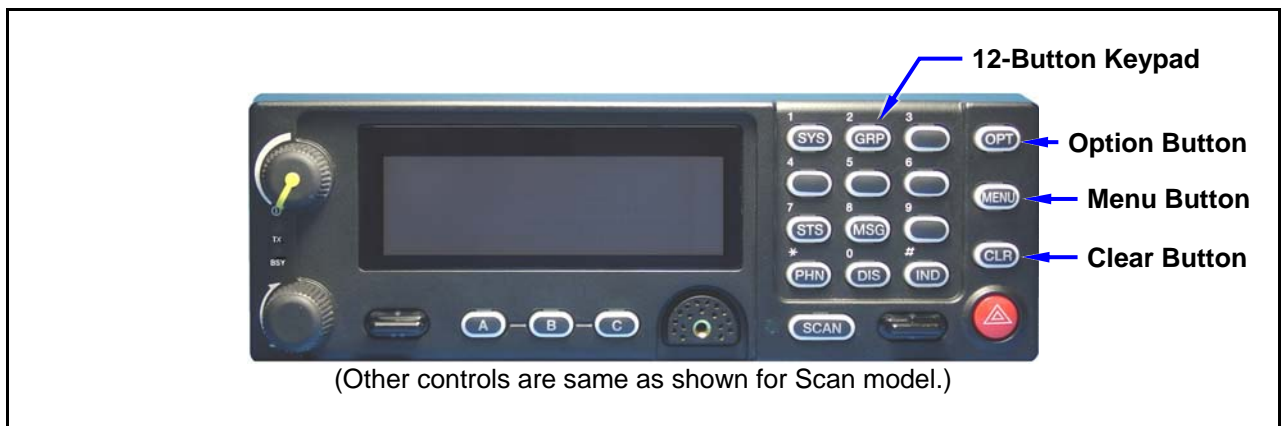 12-Button Keypad
1 2 3
SYS GRP OPT
Option Button
4 5 6
MENU
Menu Button
7 8 9
STS MSG
CLR
Clear Button
* 0 #
PHN DIS IND
TX
BSY
A B C SCAN
(Other controls are same as shown for Scan model.)